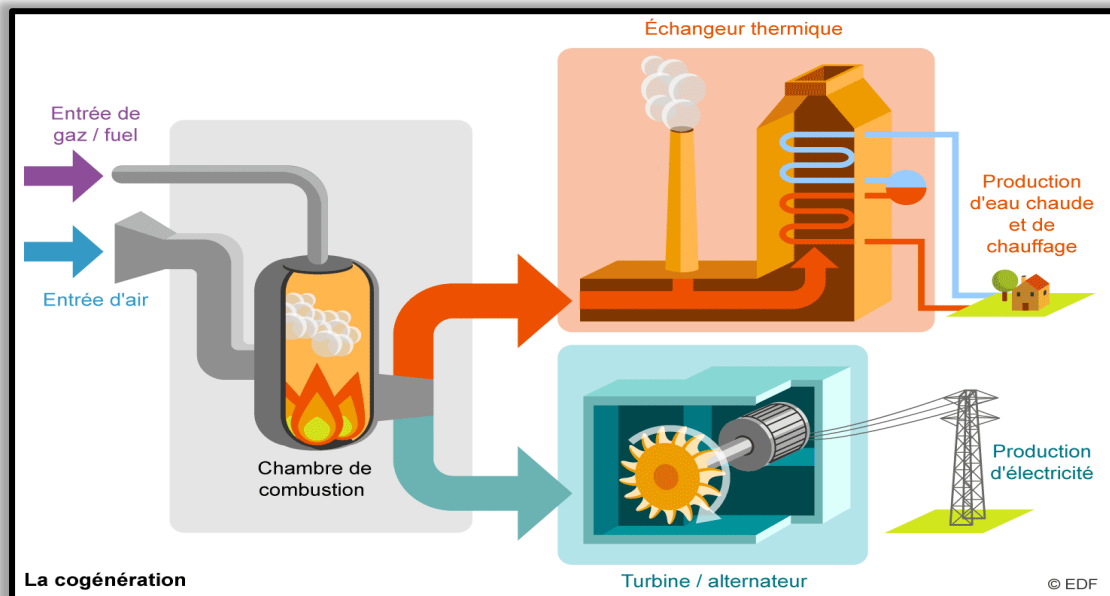 Échangeur thermique
Entrée de
gaz / fuel
Entrée d'air
Chambre de
combustion
Production
d'eau chaude
et de
chauffage
Production
d'électricité
Turbine / alternateur
La cogénération
© EDF